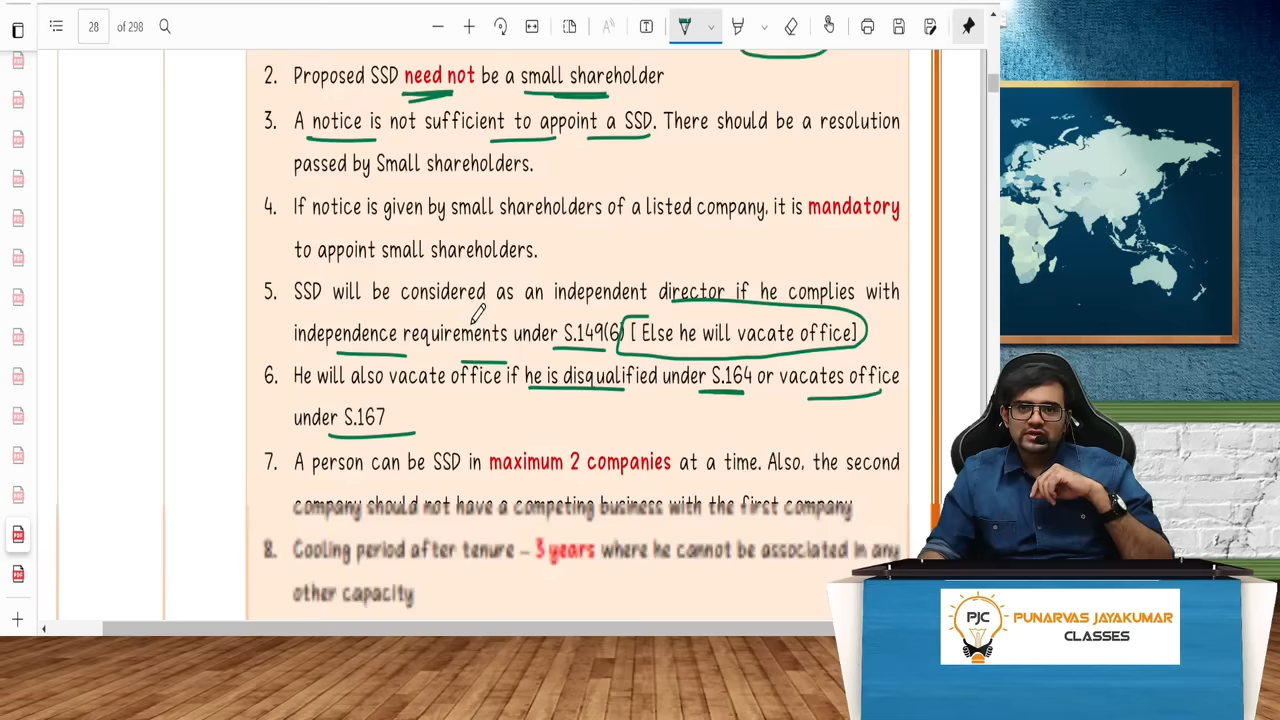 28 of 298
2. Proposed SSD need not be a small shareholder
3. A notice is not sufficient to appoint a SSD. There should be a resolution
passed by Small shareholders.
4. If notice is given by small shareholders of a listed company, it is mandatory
to appoint small shareholders.
5. SSD will be considered as an independent director if he complies with
independence requirements under S.149(6) [ Else he will vacate office]
6. He will also vacate office if he is disqualified under S.164 or vacates office
under S.167
7. A person can be SSD in maximum 2 companies at a time. Also, the second
company should not have a competing business with the first company
8. Cooling period after tenure – 3 years where he cannot be associated in any
other capacity
PJC
PUNARVAS JAYAKUMAR
CLASSES